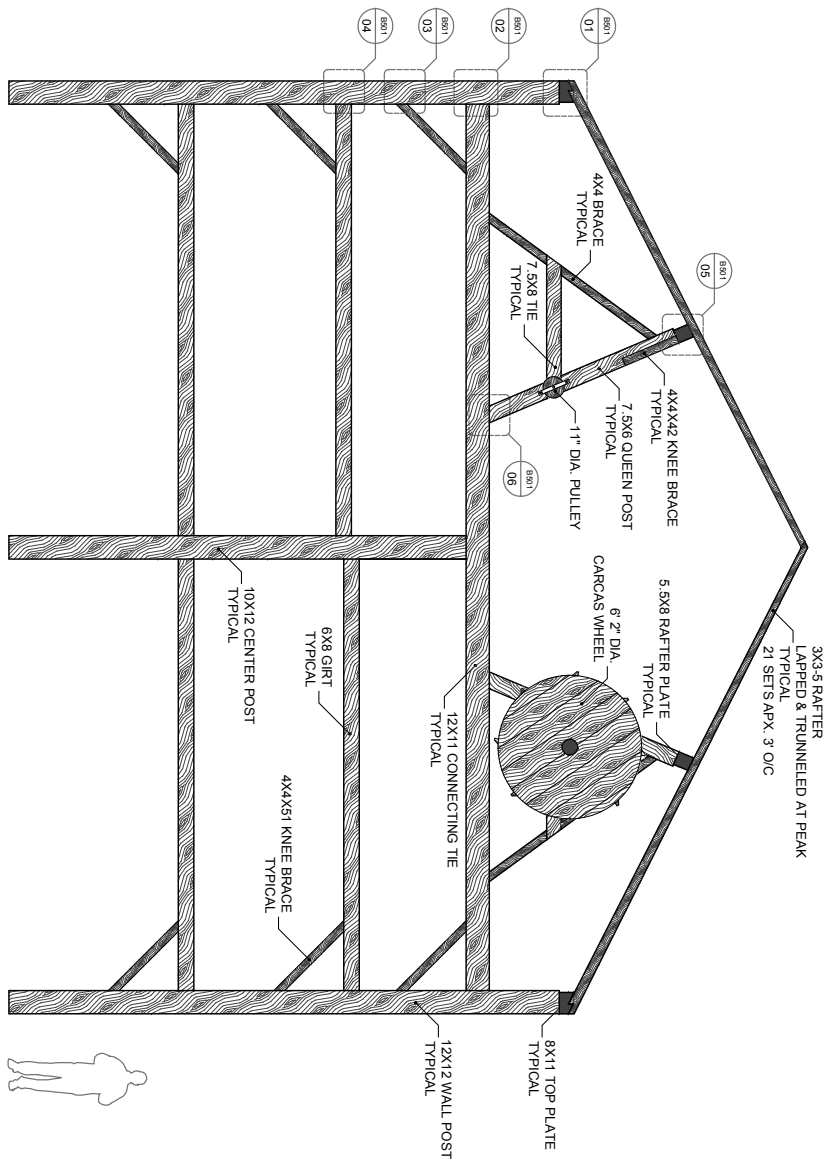 B501
04
B501
03
B501
02
B501
01
4X4 BRACE
TYPICAL
7.5X8 TIE
TYPICAL
B501
05
4X4X42 KNEE BRACE
TYPICAL
7.5X6 QUEEN POST
TYPICAL
11" DIA. PULLEY
B501
06
3X3-5 RAFTER
LAPPED & TRUNNELED AT PEAK
TYPICAL
21 SETS APX. 3' O/C
5.5X8 RAFTER PLATE
TYPICAL
6' 2" DIA.
CARCAS WHEEL
12X11 CONNECTING TIE
TYPICAL
6X8 GIRT
TYPICAL
10X12 CENTER POST
TYPICAL
4X4X51 KNEE BRACE
TYPICAL
8X11 TOP PLATE
TYPICAL
12X12 WALL POST
TYPICAL